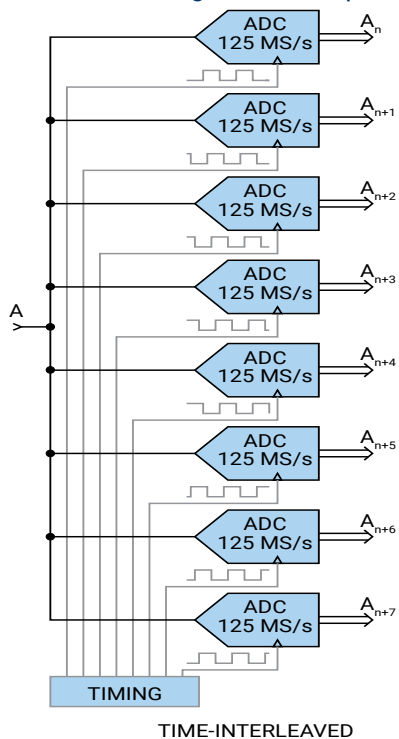 ADC
125 MS/s
An
ADC
125 MS/s
An+1
ADC
125 MS/s
An+2
A
ADC
125 MS/s
An+3
ADC
125 MS/s
An+4
ADC
125 MS/s
An+5
ADC
125 MS/s
An+6
ADC
125 MS/s
An+7
TIMING
TIME-INTERLEAVED